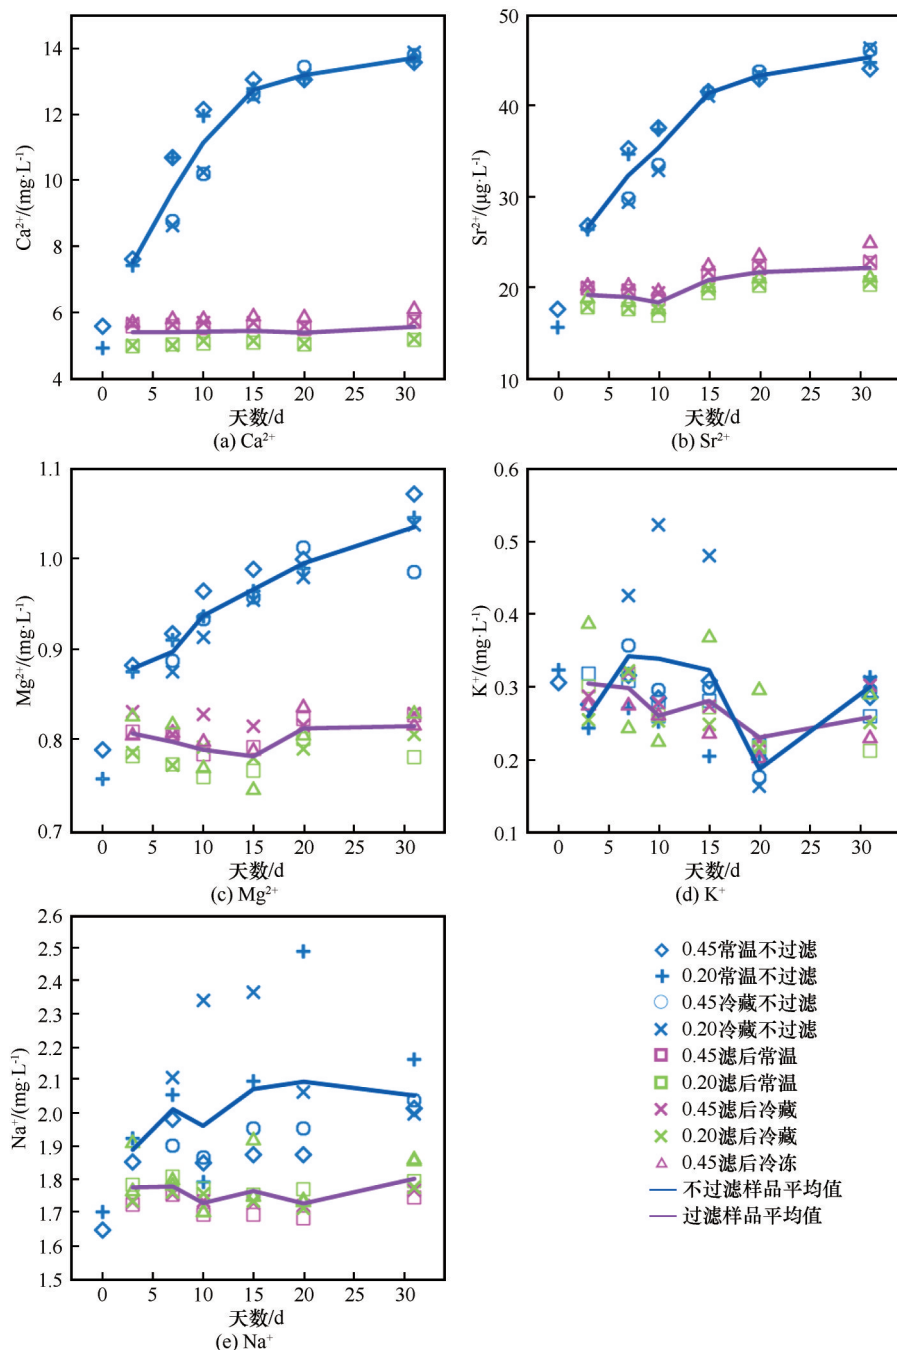 14
12
10
8
6
4
Ca²⁺/(mg·L⁻¹)
0 5 10 15 20 25 30
天数/d
(a) Ca²⁺
50
40
30
20
10
Sr²⁺/(μg·L⁻¹)
0 5 10 15 20 25 30
天数/d
(b) Sr²⁺
1.1
1.0
0.9
0.8
0.7
Mg²⁺/(mg·L⁻¹)
0 5 10 15 20 25 30
天数/d
(c) Mg²⁺
0.6
0.5
0.4
0.3
0.2
0.1
K⁺/(mg·L⁻¹)
0 5 10 15 20 25 30
天数/d
(d) K⁺
2.6
2.5
2.4
2.3
2.2
2.1
2.0
1.9
1.8
1.7
1.6
1.5
Na⁺/(mg·L⁻¹)
0 5 10 15 20 25 30
天数/d
(e) Na⁺
0.45常温不过滤
0.20常温不过滤
0.45冷藏不过滤
0.20冷藏不过滤
0.45滤后常温
0.20滤后常温
0.45滤后冷藏
0.20滤后冷藏
0.45滤后冷冻
不过滤样品平均值
过滤样品平均值